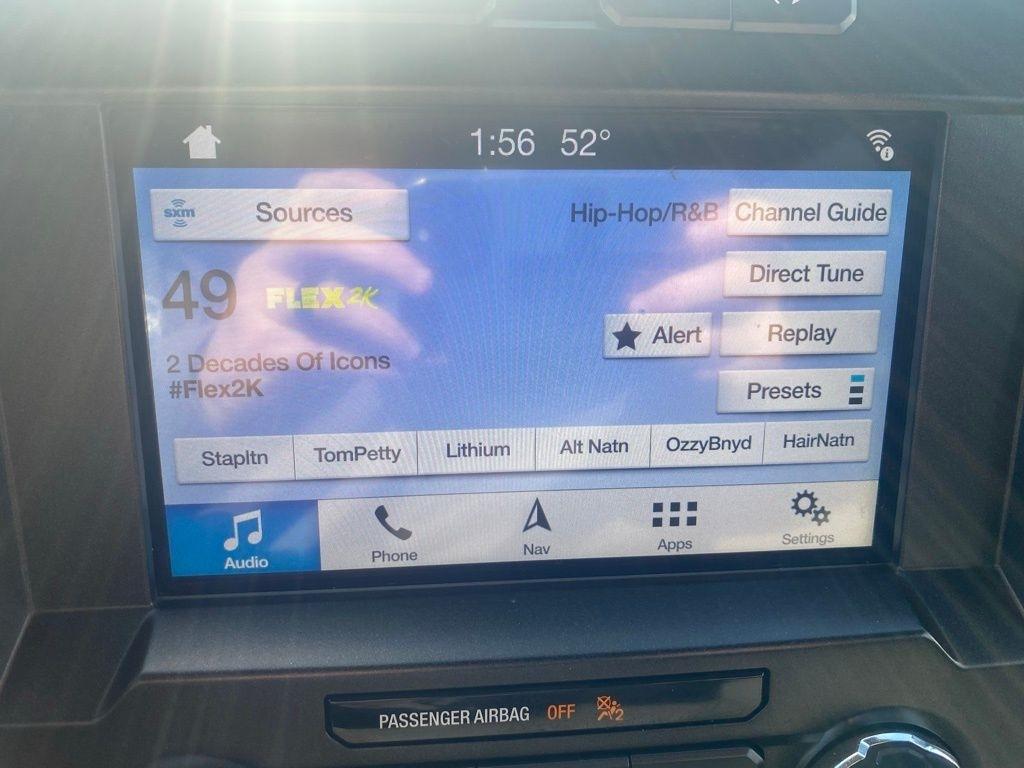 1:56 52°
sxm Sources
Hip-Hop/R&B Channel Guide
Direct Tune
49 FLEX2K
Alert Replay
2 Decades Of Icons
#Flex2K
Presets
Stapltn TomPetty Lithium Alt Natn OzzyBnyd HairNatn
Audio Phone Nav Apps Settings
PASSENGER AIRBAG OFF 2